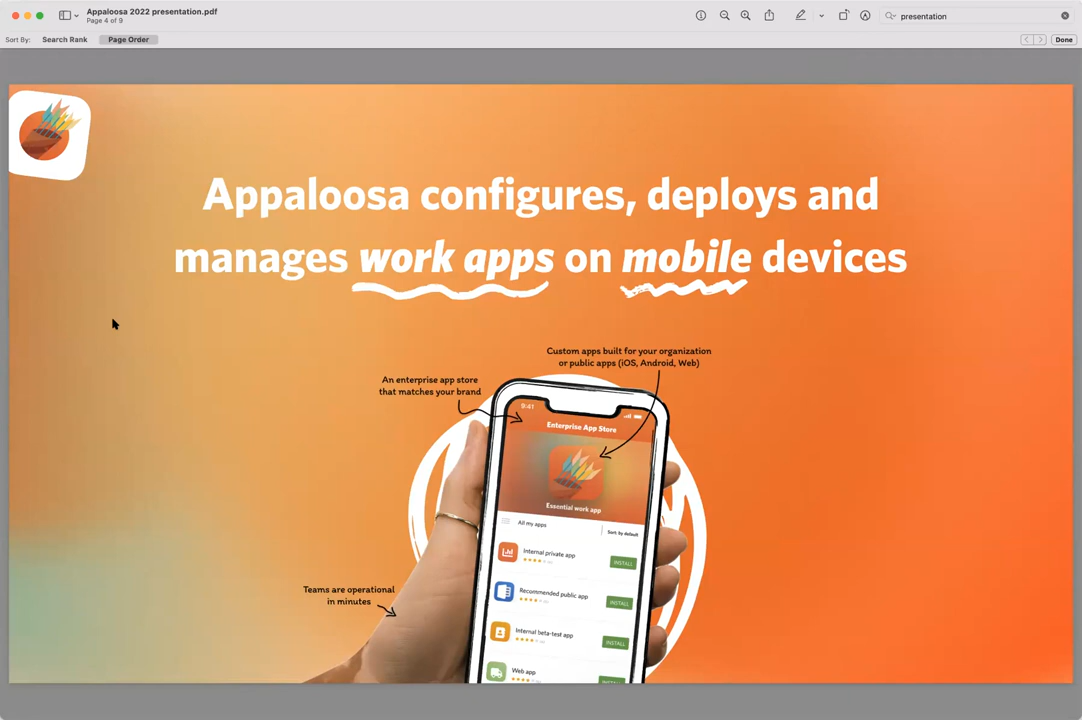 Appaloosa 2022 presentation.pdf
Page 4 of 9
presentation
Sort By:
Search Rank
Page Order
Done
Appaloosa configures, deploys and
manages work apps on mobile devices
Custom apps built for your organization
or public apps (iOS, Android, Web)
An enterprise app store
that matches your brand
9:41
Enterprise App Store
Essential work app
All my apps
Sort: by default
Internal private app
INSTALL
Recommended public app
INSTALL
Teams are operational
in minutes
Internal beta-test app
INSTALL
Web app
INSTALL